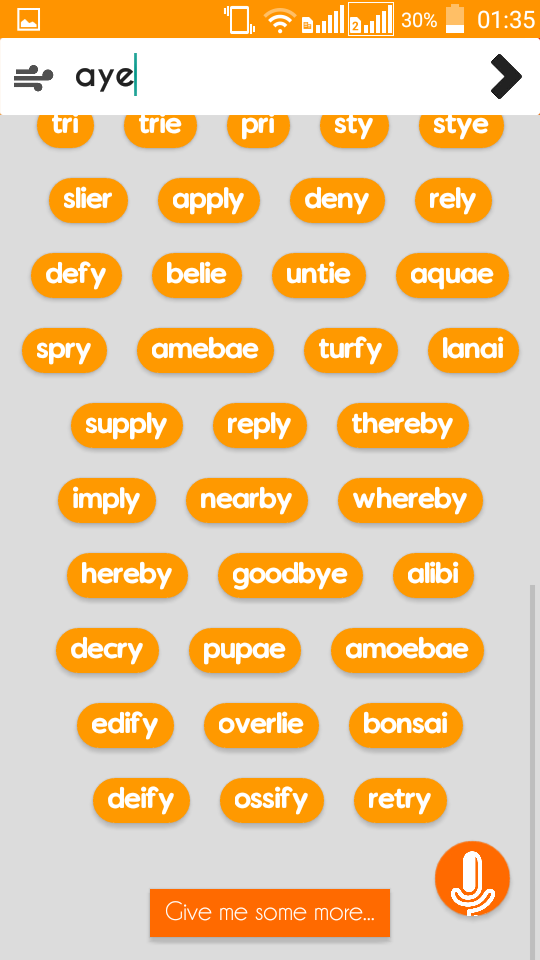 2 30% 01:35
aye
tri trie pri sty stye
slier apply deny rely
defy belie untie aquae
spry amebae turfy lanai
supply reply thereby
imply nearby whereby
hereby goodbye alibi
decry pupae amoebae
edify overlie bonsai
deify ossify retry
Give me some more...